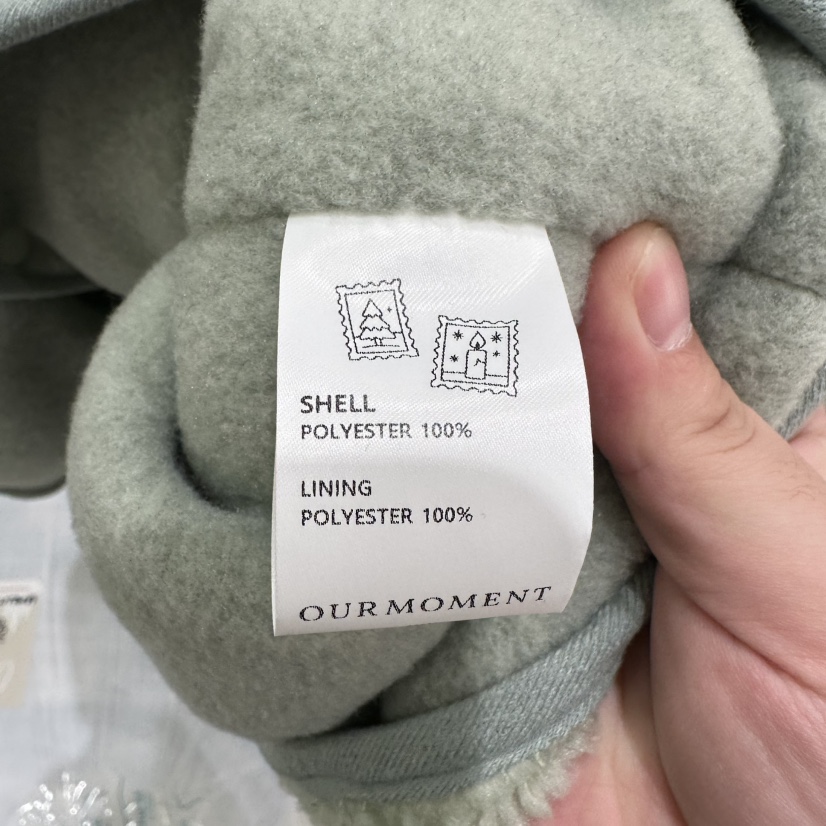 SHELL
POLYESTER 100%
LINING
POLYESTER 100%
OURMOMENT